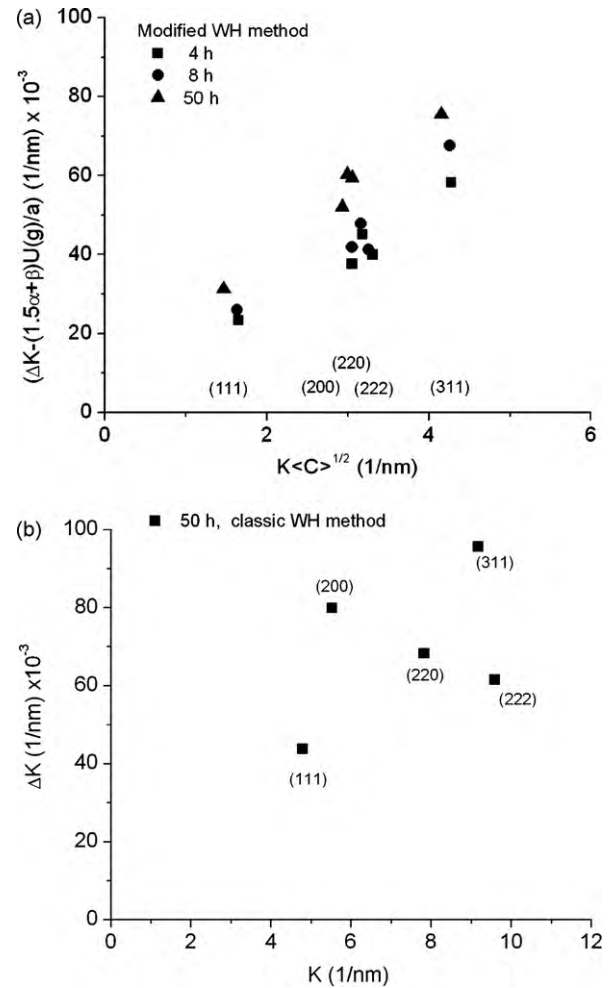 (a)
Modified WH method
4 h
8 h
50 h
(ΔK-(1.5α+β)U(g)/a) (1/nm) x 10⁻³
100
80
60
40
20
0
(220)
(111) (200) (222) (311)
0 2 4 6
K<C>^1/2 (1/nm)
(b)
50 h, classic WH method
ΔK (1/nm) x10⁻³
100
80
60
40
20
0
(311)
(200)
(220)
(222)
(111)
0 2 4 6 8 10 12
K (1/nm)